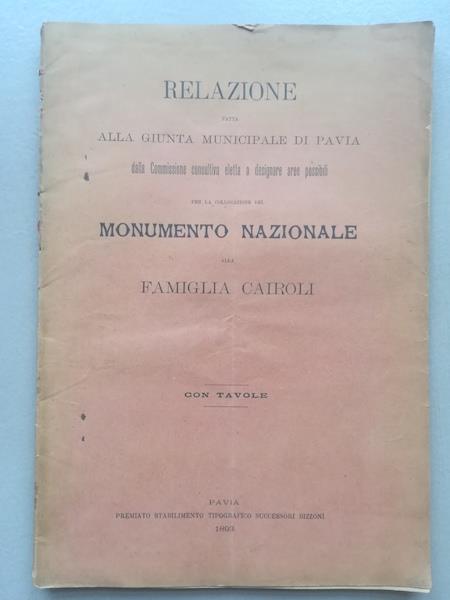 RELAZIONE
FATTA
ALLA GIUNTA MUNICIPALE DI PAVIA
dalla Commissione consultiva eletta a designare aree possibili
PER LA COLLOCAZIONE DEL
MONUMENTO NAZIONALE
ALLA
FAMIGLIA CAIROLI
CON TAVOLE
PAVIA
PREMIATO STABILIMENTO TIPOGRAFICO SUCCESSORI BIZZONI
1893